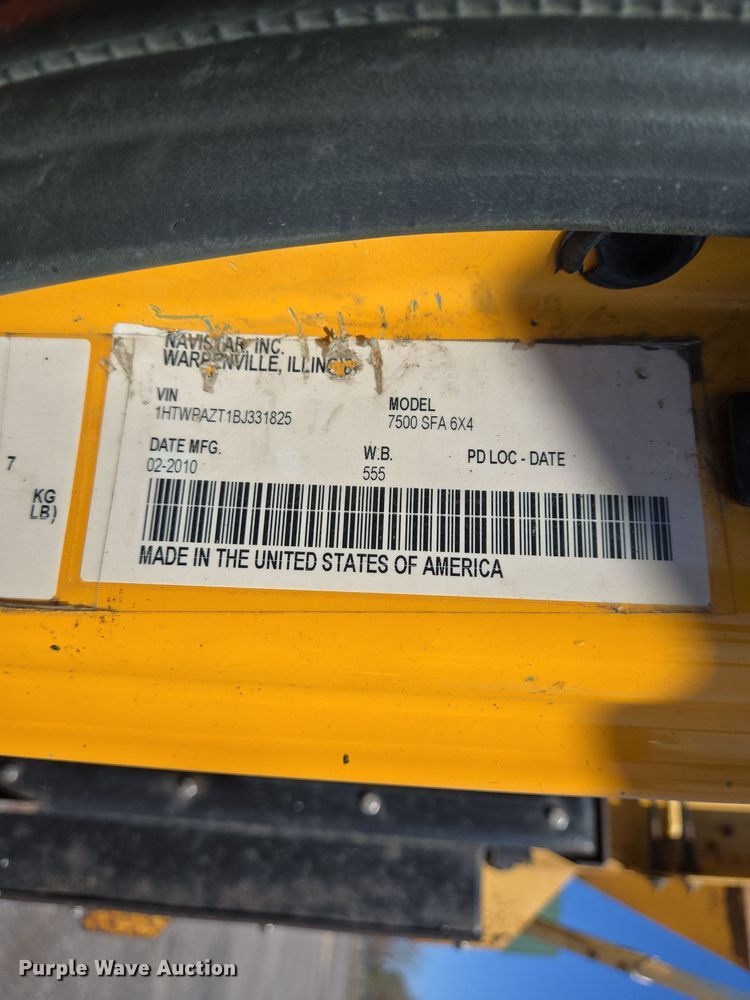 NAVISTAR, INC.
WARRENVILLE, ILLINOIS
VIN
1HTWPAZT1BJ331825
MODEL
7500 SFA 6X4
DATE MFG.
02-2010
W.B.
555
PD LOC - DATE
MADE IN THE UNITED STATES OF AMERICA
7
KG
LB)
Purple Wave Auction